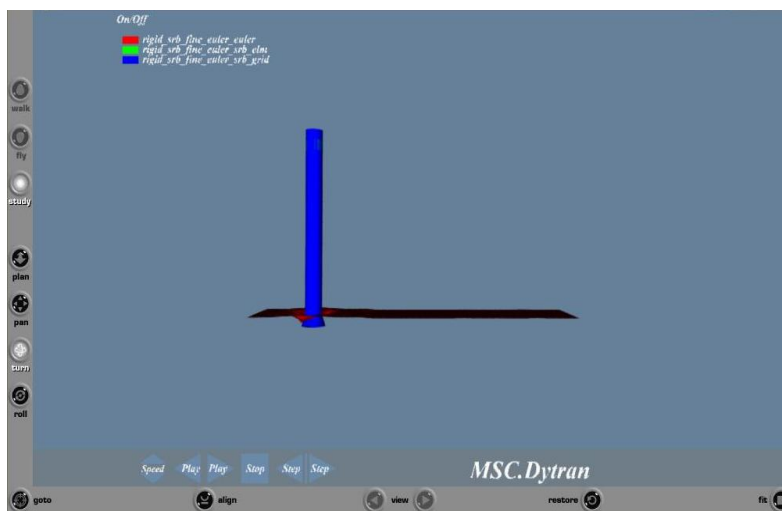 On/Off
rigid_srb_fine_euler_euler
rigid_srb_fine_euler_srb_elm
rigid_srb_fine_euler_srb_grid
walk
fly
study
plan
pan
turn
roll
Speed Play Play Stop Step Step
MSC.Dytran
goto align view restore fit